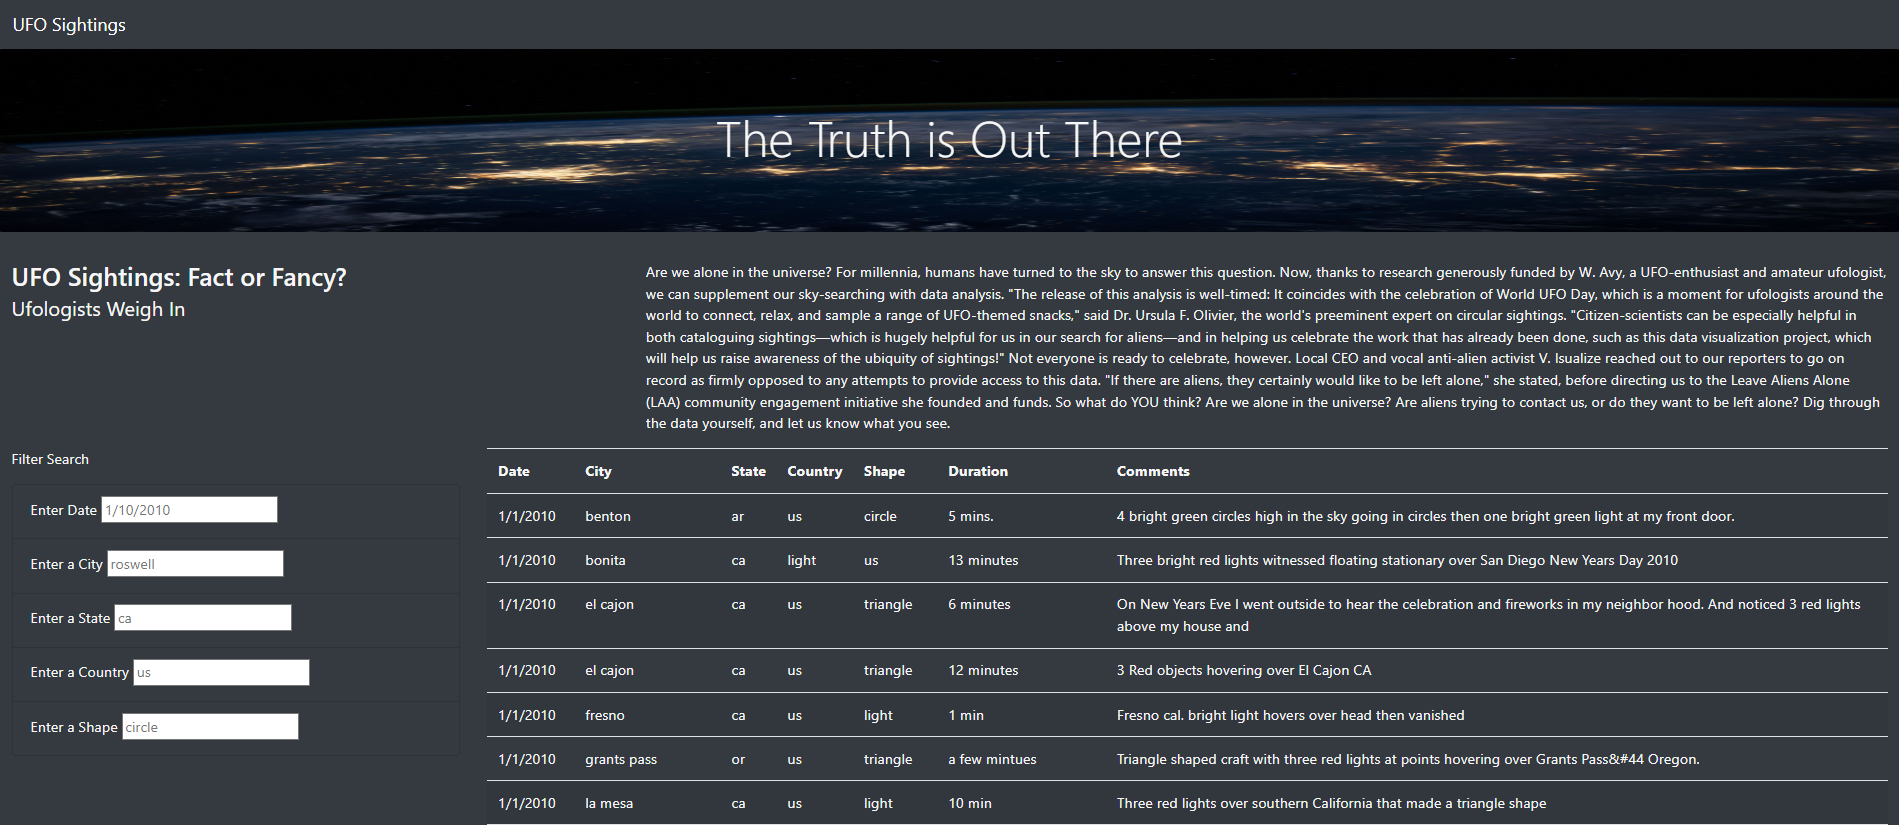 UFO Sightings
The Truth is Out There
UFO Sightings: Fact or Fancy?
Ufologists Weigh In
Are we alone in the universe? For millennia, humans have turned to the sky to answer this question. Now, thanks to research generously funded by W. Avy, a UFO-enthusiast and amateur ufologist,
we can supplement our sky-searching with data analysis. "The release of this analysis is well-timed: It coincides with the celebration of World UFO Day, which is a moment for ufologists around the
world to connect, relax, and sample a range of UFO-themed snacks," said Dr. Ursula F. Olivier, the world's preeminent expert on circular sightings. "Citizen-scientists can be especially helpful in
both cataloguing sightings—which is hugely helpful for us in our search for aliens—and in helping us celebrate the work that has already been done, such as this data visualization project, which
will help us raise awareness of the ubiquity of sightings!" Not everyone is ready to celebrate, however. Local CEO and vocal anti-alien activist V. Isualize reached out to our reporters to go on
record as firmly opposed to any attempts to provide access to this data. "If there are aliens, they certainly would like to be left alone," she stated, before directing us to the Leave Aliens Alone
(LAA) community engagement initiative she founded and funds. So what do YOU think? Are we alone in the universe? Are aliens trying to contact us, or do they want to be left alone? Dig through
the data yourself, and let us know what you see.
Filter Search
Enter Date 1/10/2010
Enter a City roswell
Enter a State ca
Enter a Country us
Enter a Shape circle
Date City State Country Shape Duration Comments
1/1/2010 benton ar us circle 5 mins. 4 bright green circles high in the sky going in circles then one bright green light at my front door.
1/1/2010 bonita ca light us 13 minutes Three bright red lights witnessed floating stationary over San Diego New Years Day 2010
1/1/2010 el cajon ca us triangle 6 minutes On New Years Eve I went outside to hear the celebration and fireworks in my neighbor hood. And noticed 3 red lights
above my house and
1/1/2010 el cajon ca us triangle 12 minutes 3 Red objects hovering over El Cajon CA
1/1/2010 fresno ca us light 1 min Fresno cal. bright light hovers over head then vanished
1/1/2010 grants pass or us triangle a few mintues Triangle shaped craft with three red lights at points hovering over Grants Pass&#44 Oregon.
1/1/2010 la mesa ca us light 10 min Three red lights over southern California that made a triangle shape